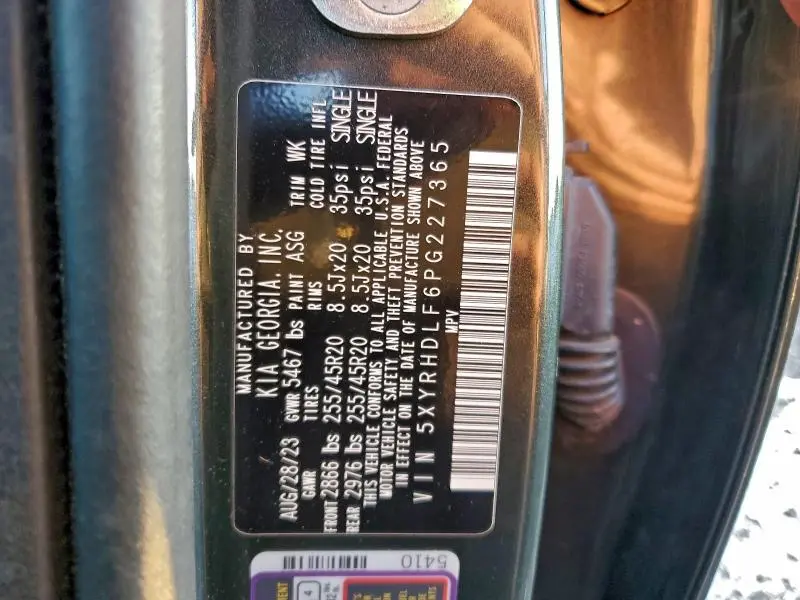 MANUFACTURED BY
KIA GEORGIA, INC.
AUG/28/23 GVWR 5467 lbs PAINT ASG TRIM WK
GAWR TIRES RIMS COLD TIRE INFL
FRONT 2866 lbs 255/45R20 8.5Jx20 35psi SINGLE
REAR 2976 lbs 255/45R20 8.5Jx20 35psi SINGLE
THIS VEHICLE CONFORMS TO ALL APPLICABLE U.S.A. FEDERAL
MOTOR VEHICLE SAFETY AND THEFT PREVENTION STANDARDS
IN EFFECT ON THE DATE OF MANUFACTURE SHOWN ABOVE
VIN 5XYRHDLF6PG227365
MPV
5410
4